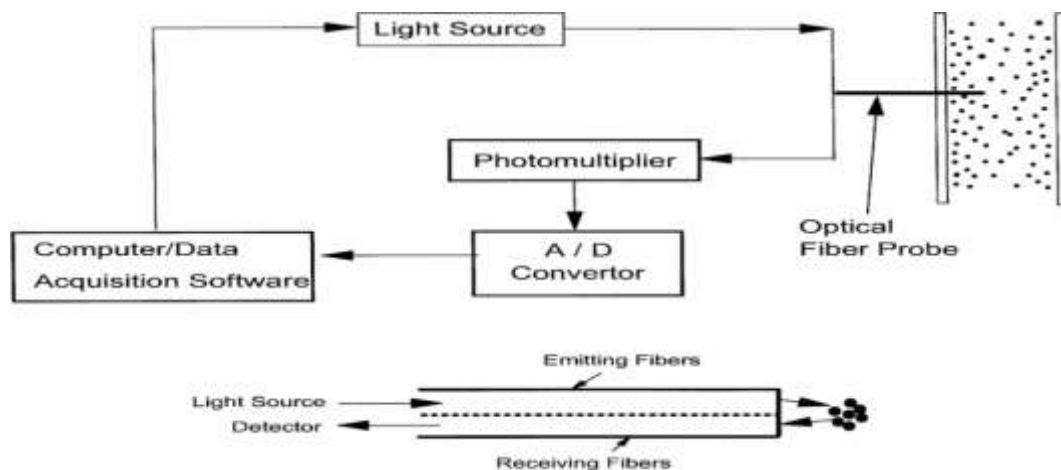 Light Source
Photomultiplier
Optical
Fiber Probe
Computer/Data
Acquisition Software
A / D
Convertor
Emitting Fibers
Light Source
Detector
Receiving Fibers